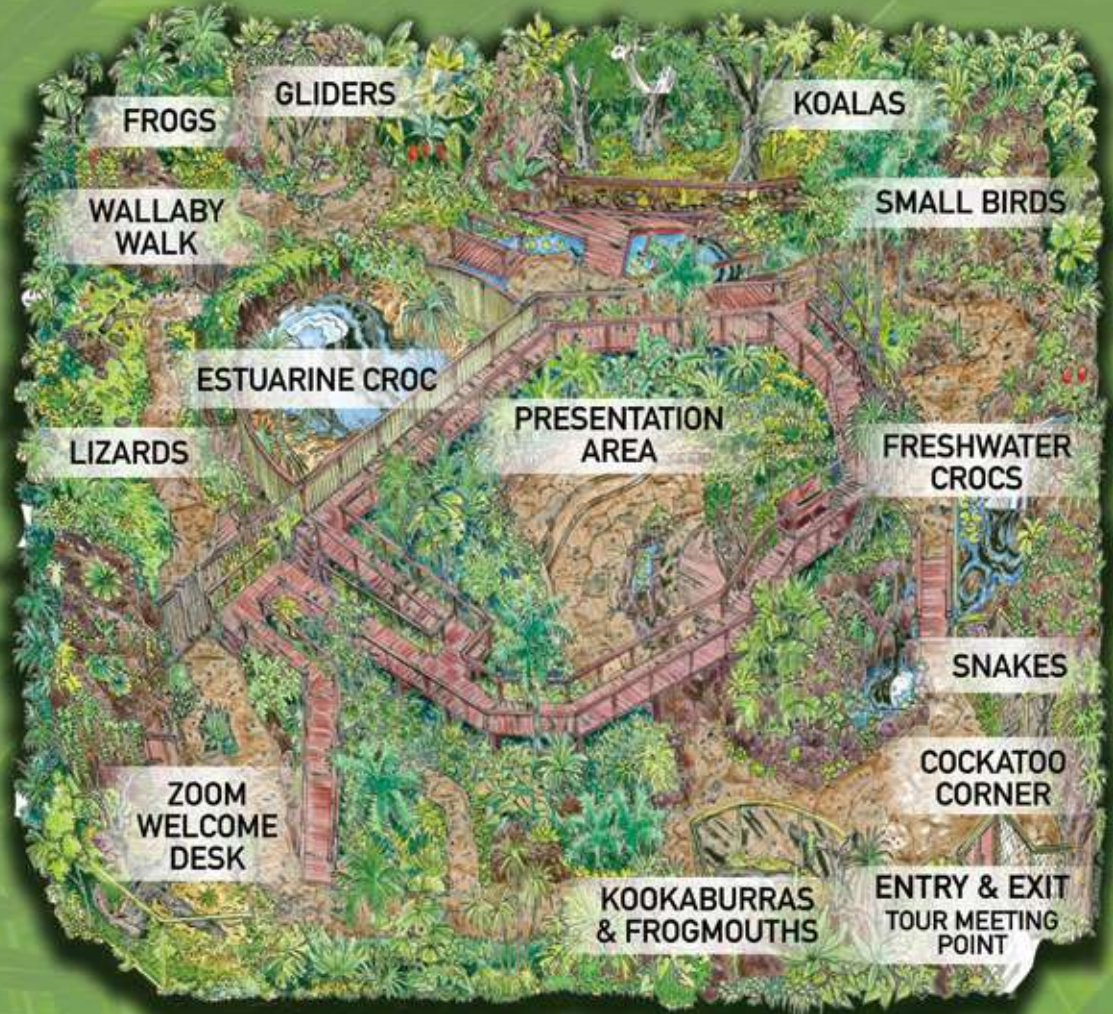 GLIDERS
FROGS
KOALAS
WALLABY
WALK
SMALL BIRDS
ESTUARINE CROC
PRESENTATION
AREA
LIZARDS
FRESHWATER
CROCS
SNAKES
COCKATOO
CORNER
ZOOM
WELCOME
DESK
KOOKABURRAS
& FROGMOUTHS
ENTRY & EXIT
TOUR MEETING
POINT